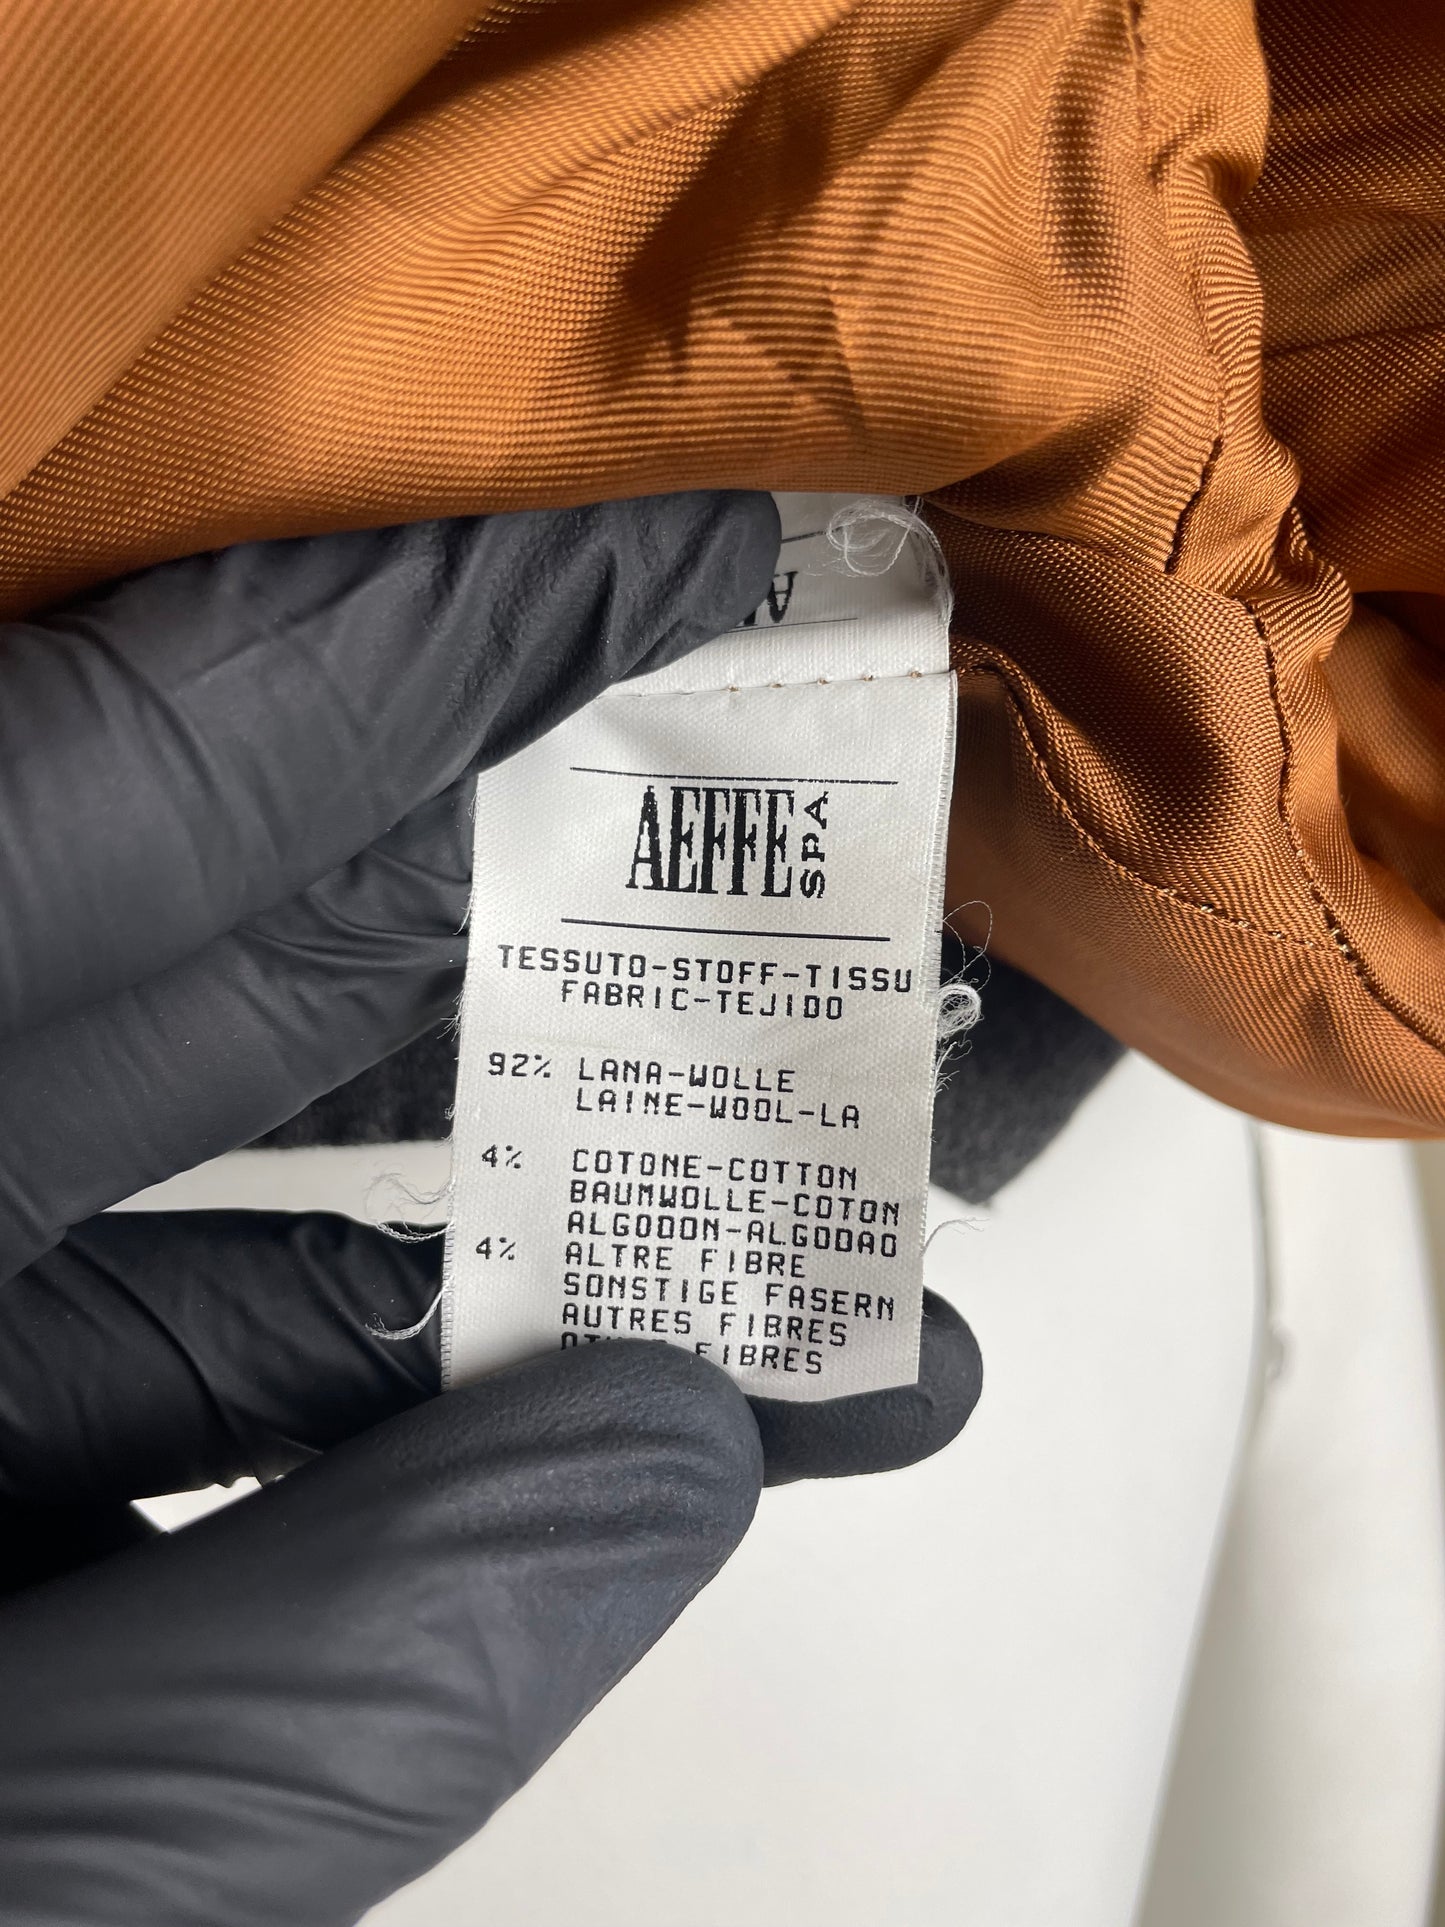 AEFFE SPA
TESSUTO-STOFF-TISSU
FABRIC-TEJIDO
92% LANA-WOLLE
LAINE-WOOL-LA
4% COTONE-COTTON
BAUMWOLLE-COTON
ALGODON-ALGODAO
4% ALTRE FIBRE
SONSTIGE FASERN
AUTRES FIBRES
FIBRES